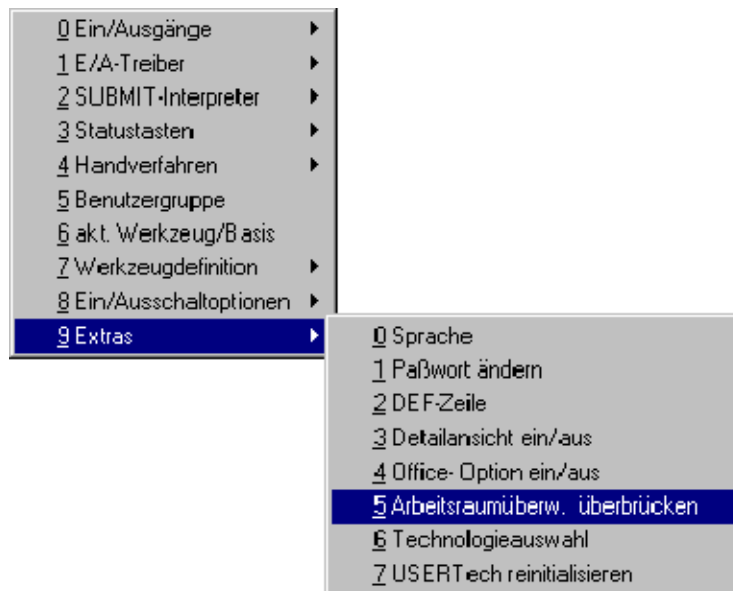 0 Ein/Ausgänge
1 E/A-Treiber
2 SUBMIT-Interpreter
3 Statustasten
4 Handverfahren
5 Benutzergruppe
6 akt. Werkzeug/Basis
7 Werkzeugdefinition
8 Ein/Ausschaltoptionen
9 Extras
0 Sprache
1 Paßwort ändern
2 DEF-Zeile
3 Detailansicht ein/aus
4 Office- Option ein/aus
5 Arbeitsraumüberw. überbrücken
6 Technologieauswahl
7 USERTech reinitialisieren